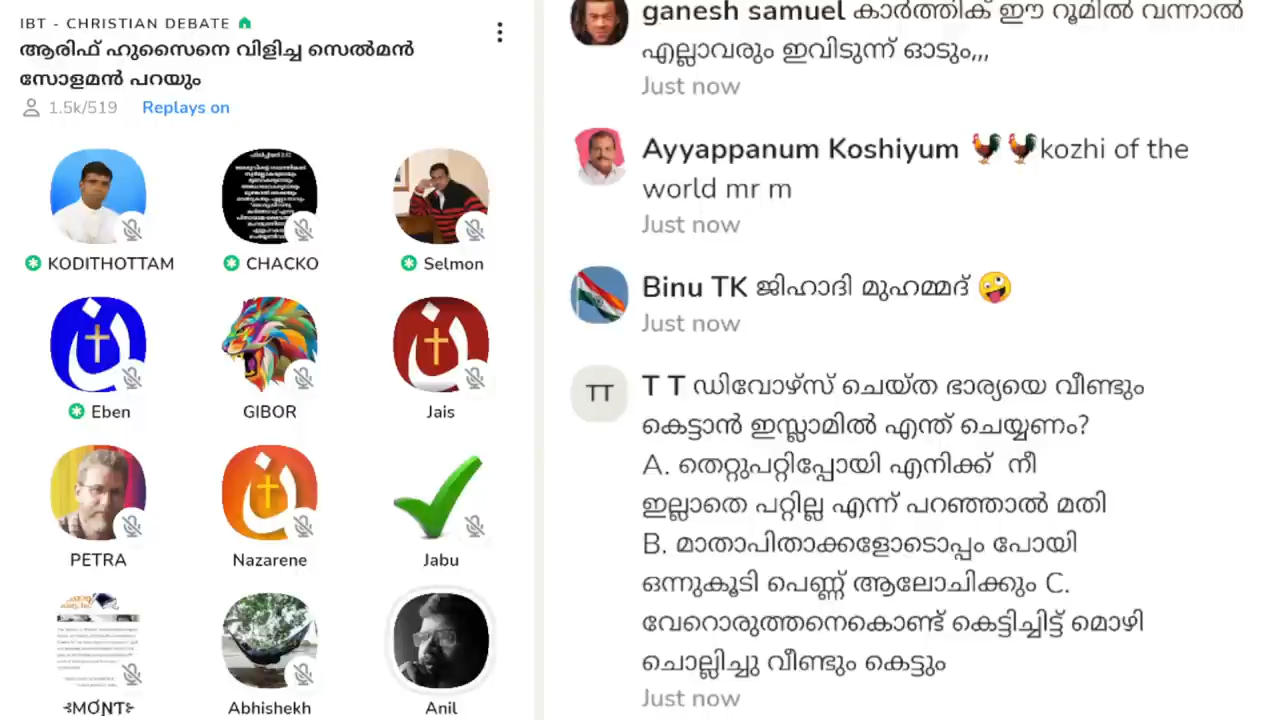 IBT - CHRISTIAN DEBATE
ആരിഫ് ഹുസൈനെ വിളിച്ച സെൽമൻ
സോളമൻ പറയും
1.5k/519 Replays on
KODITHOTTAM CHACKO Selmon
Eben GIBOR Jais
PETRA Nazarene Jabu
⊰MƠƝT⊱ Abhishekh Anil
ganesh samuel കാർത്തിക് ഈ റൂമിൽ വന്നാൽ
എല്ലാവരും ഇവിടുന്ന് ഓടും,,,
Just now
Ayyappanum Koshiyum 🐓🐓kozhi of the
world mr m
Just now
Binu TK ജിഹാദി മുഹമ്മദ് 🤪
Just now
TT
T T ഡിവോഴ്സ് ചെയ്ത ഭാര്യയെ വീണ്ടും
കെട്ടാൻ ഇസ്ലാമിൽ എന്ത് ചെയ്യണം?
A. തെറ്റുപറ്റിപ്പോയി എനിക്ക് നീ
ഇല്ലാതെ പറ്റില്ല എന്ന് പറഞ്ഞാൽ മതി
B. മാതാപിതാക്കളോടൊപ്പം പോയി
ഒന്നുകൂടി പെണ്ണ് ആലോചിക്കും C.
വേറൊരുത്തനെകൊണ്ട് കെട്ടിച്ചിട്ട് മൊഴി
ചൊല്ലിച്ചു വീണ്ടും കെട്ടും
Just now